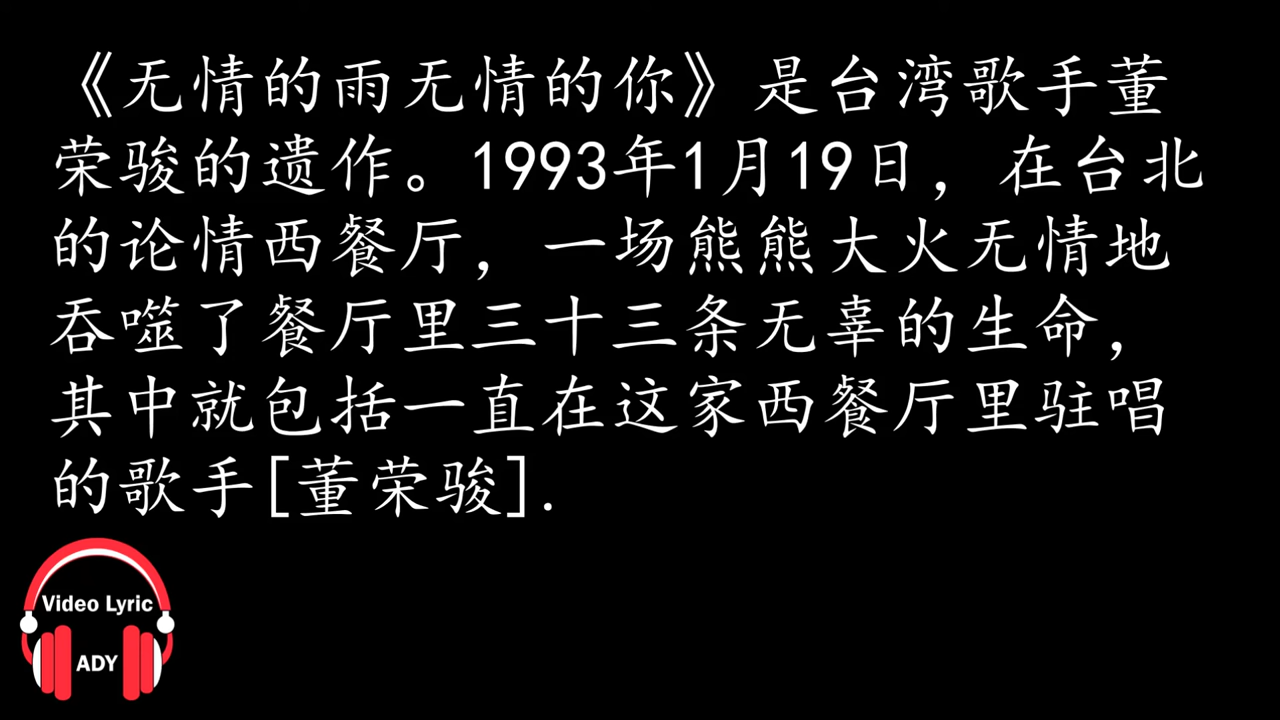 《无情的雨无情的你》是台湾歌手董
荣骏的遗作。1993年1月19日，在台北
的论情西餐厅，一场熊熊大火无情地
吞噬了餐厅里三十三条无辜的生命，
其中就包括一直在这家西餐厅里驻唱
的歌手[董荣骏].
Video Lyric
ADY